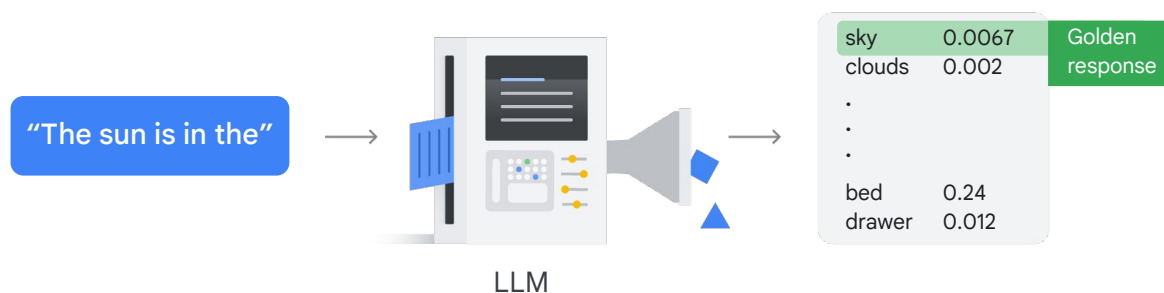 “The sun is in the”
LLM
sky 0.0067
clouds 0.002
.
.
.
bed 0.24
drawer 0.012
Golden
response